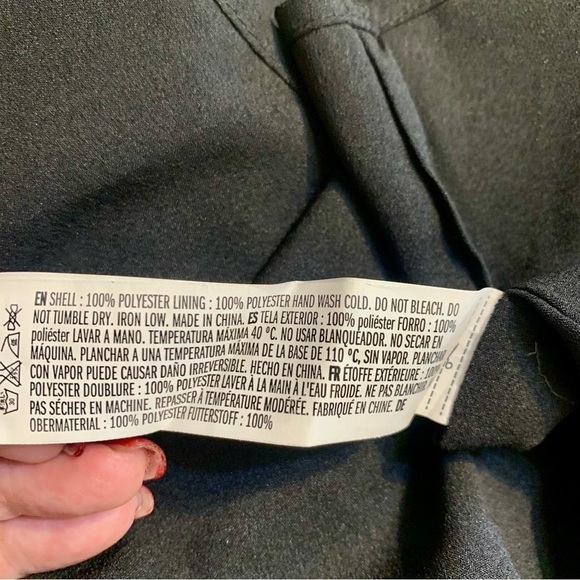 EN SHELL : 100% POLYESTER LINING : 100% POLYESTER HAND WASH COLD. DO NOT BLEACH. DO
NOT TUMBLE DRY. IRON LOW. MADE IN CHINA. ES TELA EXTERIOR : 100% poliéster FORRO : 100%
poliéster LAVAR A MANO. TEMPERATURA MÁXIMA 40 °C. NO USAR BLANQUEADOR. NO SECAR EN
MÁQUINA. PLANCHAR A UNA TEMPERATURA MÁXIMA DE LA BASE DE 110 °C, SIN VAPOR. PLANCHAR
CON VAPOR PUEDE CAUSAR DAÑO IRREVERSIBLE. HECHO EN CHINA. FR ÉTOFFE EXTÉRIEURE : 100%
POLYESTER DOUBLURE : 100% POLYESTER LAVER À LA MAIN À L'EAU FROIDE. NE PAS BLANCHIR.
PAS SÉCHER EN MACHINE. REPASSER À TEMPÉRATURE MODÉRÉE. FABRIQUÉ EN CHINE. DE
OBERMATERIAL : 100% POLYESTER FUTTERSTOFF : 100%